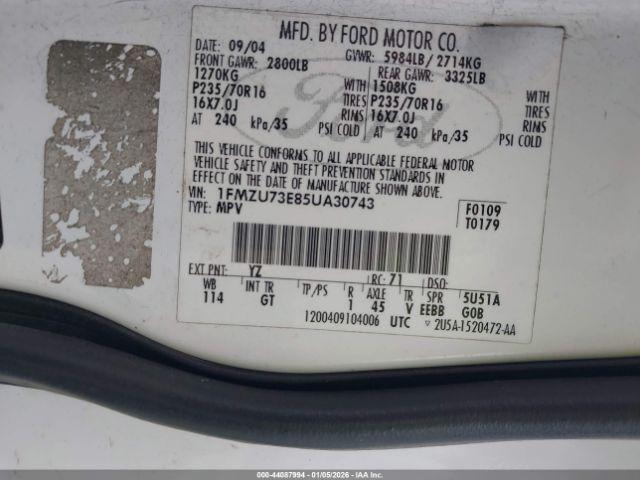 MFD. BY FORD MOTOR CO.
DATE: 09/04 GVWR: 5984LB/ 2714KG
FRONT GAWR: 2800LB REAR GAWR: 3325LB
1270KG WITH 1508KG WITH
P235/70R16 TIRES P235/70R16 TIRES
16X7.0J RIMS 16X7.0J RIMS
AT 240 kPa/35 PSI COLD AT 240 kPa/35 PSI COLD
Ford
THIS VEHICLE CONFORMS TO ALL APPLICABLE FEDERAL MOTOR
VEHICLE SAFETY AND THEFT PREVENTION STANDARDS IN
EFFECT ON THE DATE OF MANUFACTURE SHOWN ABOVE.
VIN: 1FMZU73E85UA30743 F0109
TYPE: MPV T0179
EXT PNT: YZ RC: 71 DSO:
WB INT TR TP/PS R AXLE TR SPR 5U51A
114 GT 1 45 V EEBB GOB
1200409104006 UTC ▽ 2U5A-1520472-AA
000-44087994 | 01/05/2026 - IAA HOLDINGS, LLC